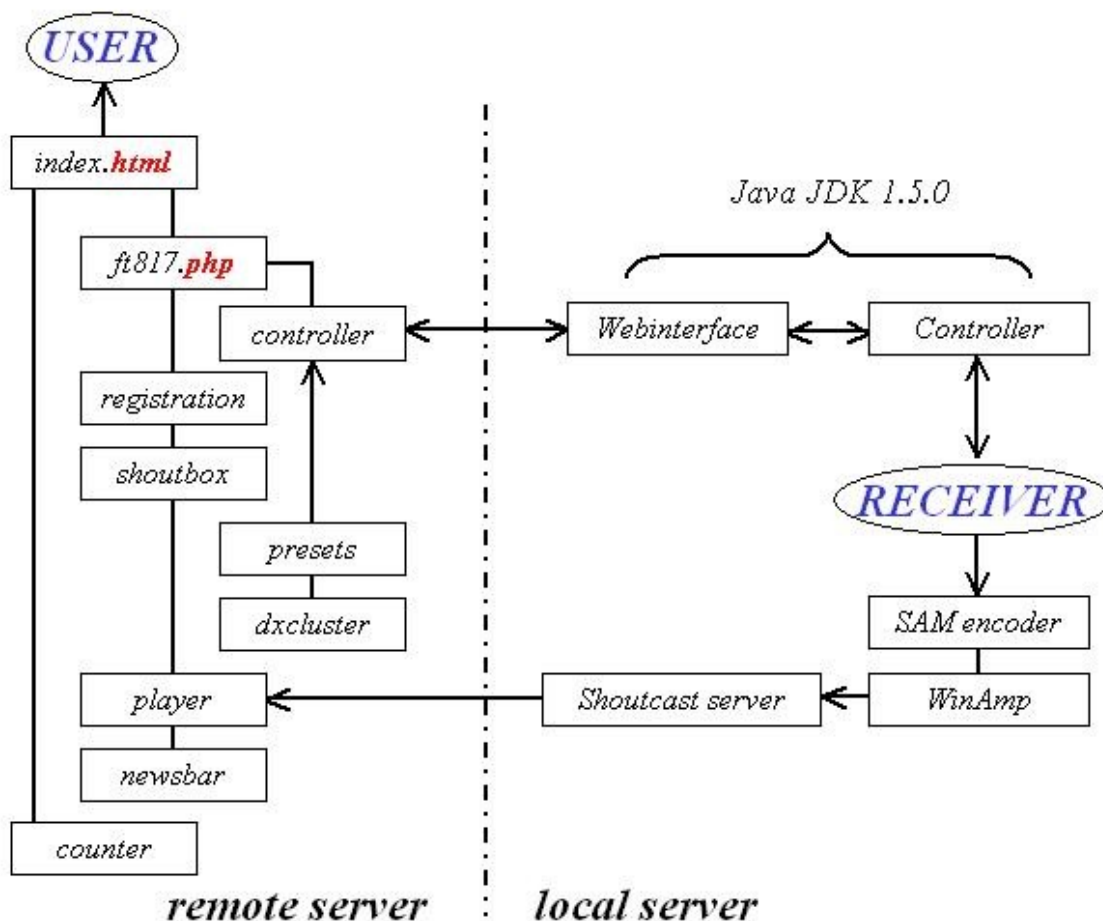 USER
index.html
Java JDK 1.5.0
ft817.php
controller
Webinterface
Controller
registration
shoutbox
RECEIVER
presets
dxcluster
SAM encoder
player
Shoutcast server
WinAmp
newsbar
counter
remote server
local server